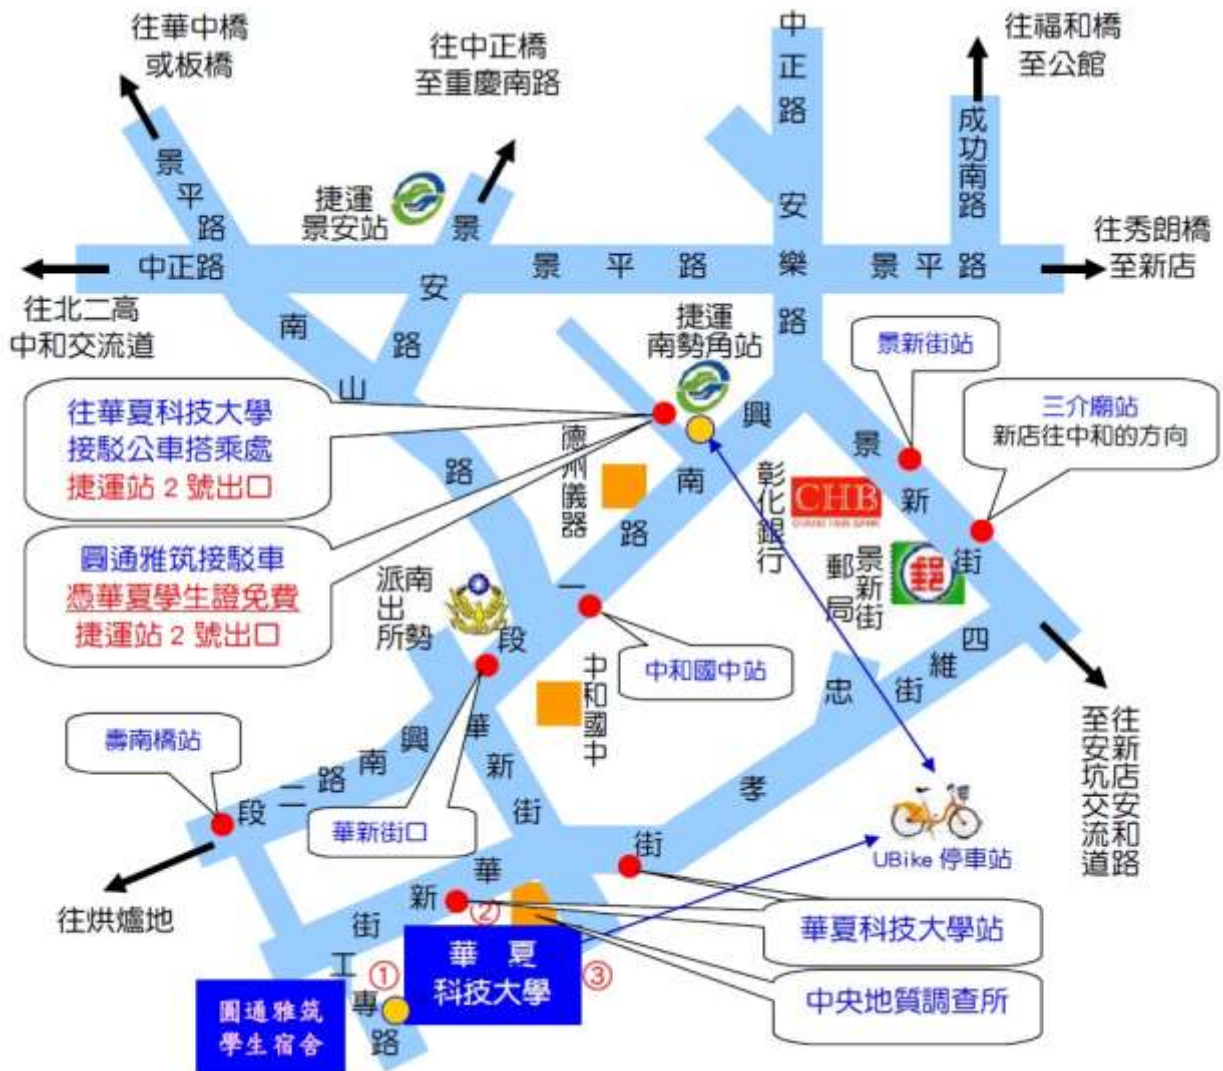 往華中橋
或板橋
往中正橋
至重慶南路
中正路
往福和橋
至公館
成功南路
景平路
捷運
景安站
景安路
安樂路
往秀朗橋
至新店
中正路
景平路
景平路
往北二高
中和交流道
南山路
捷運
南勢角站
景新街站
三介廟站
新店往中和的方向
往華夏科技大學
接駁公車搭乘處
捷運站 2 號出口
德州儀器
興南路一段
彰化銀行
CHB
CHANG HWA BANK
景新街
圓通雅筑接駁車
憑華夏學生證免費
捷運站 2 號出口
南勢
派出所
景新街
郵局
郵
中和國中站
四維街
忠孝街
中和國中
壽南橋站
興南路二段
華新街
華新街口
往新店安和路
至安坑交流道
UBike 停車站
往烘爐地
華新街
②
華夏科技大學站
①
華夏
科技大學
③
中央地質調查所
工專路
圓通雅筑
學生宿舍